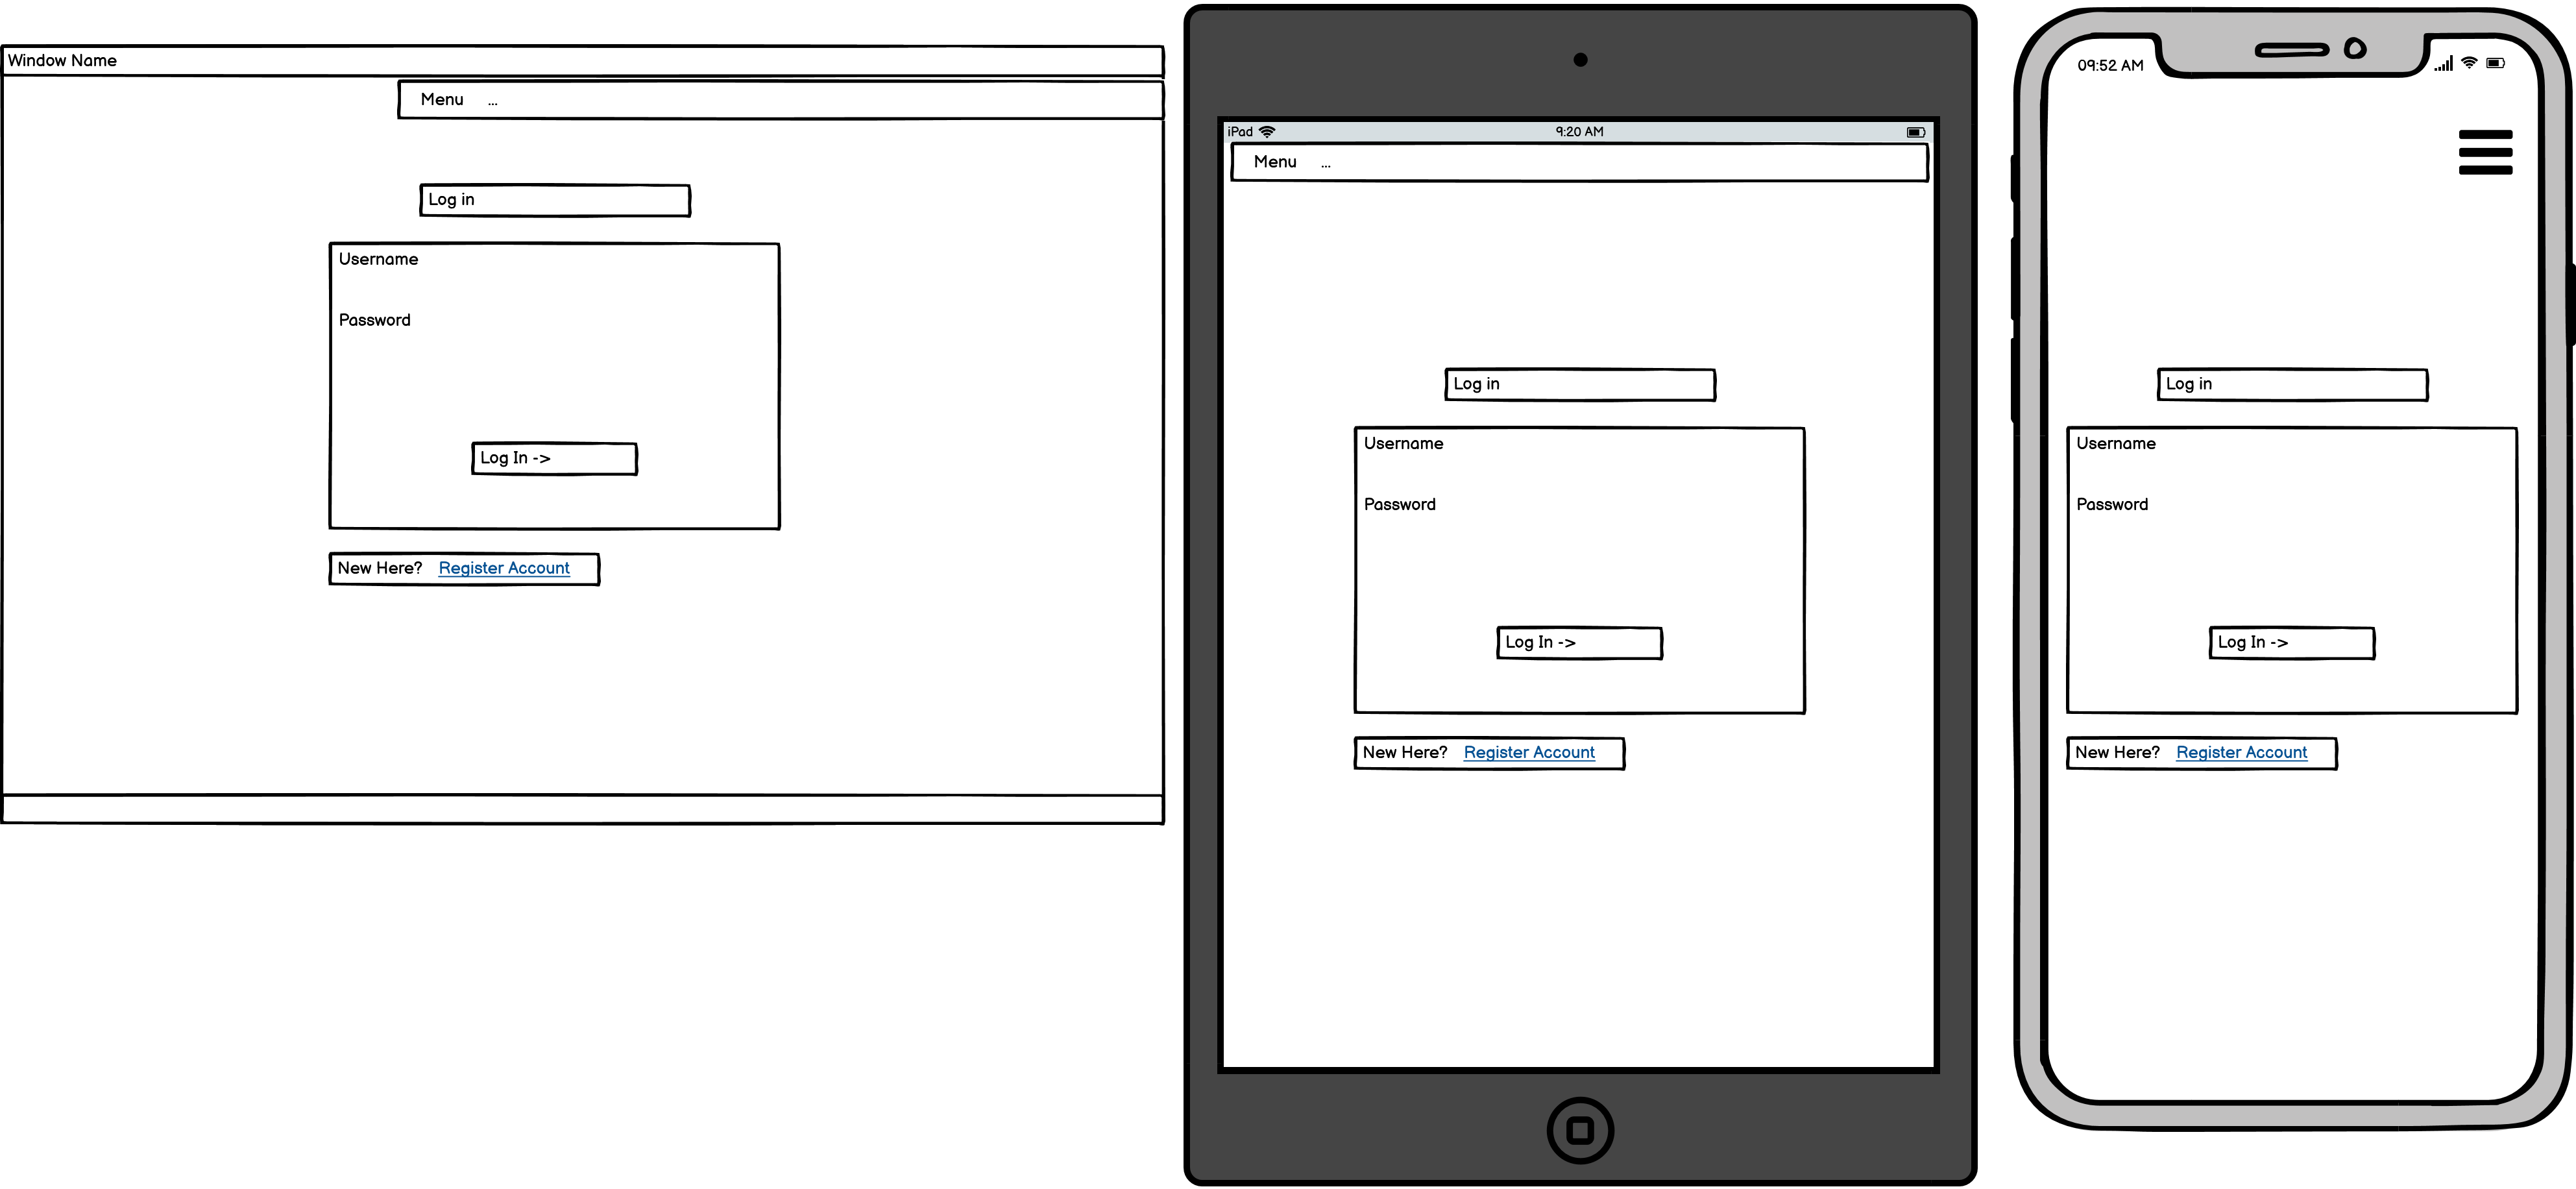 Window Name
Menu ...
Log in
Username
Password
Log In ->
New Here? Register Account
iPad 9:20 AM
Menu ...
Log in
Username
Password
Log In ->
New Here? Register Account
09:52 AM
Log in
Username
Password
Log In ->
New Here? Register Account